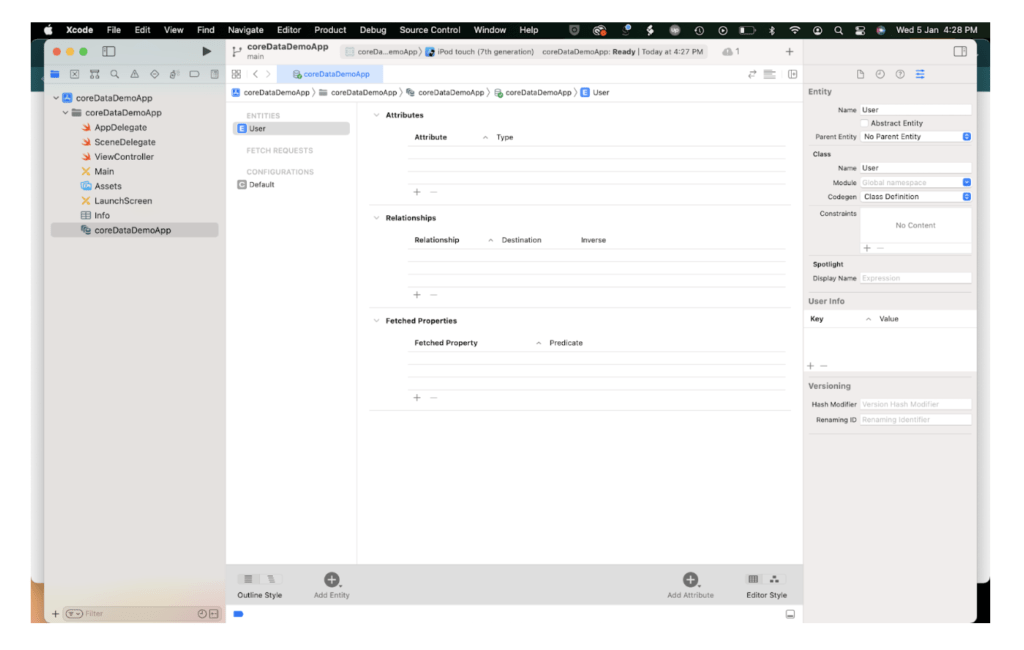 Xcode File Edit View Find Navigate Editor Product Debug Source Control Window Help Wed 5 Jan 4:28 PM
coreDataDemoApp
main
coreDa...emoApp) iPod touch (7th generation) coreDataDemoApp: Ready | Today at 4:27 PM 1
coreDataDemoApp
coreDataDemoApp coreDataDemoApp coreDataDemoApp coreDataDemoApp E User
coreDataDemoApp
coreDataDemoApp
AppDelegate
SceneDelegate
ViewController
Main
Assets
LaunchScreen
Info
coreDataDemoApp
Filter
ENTITIES
E User
FETCH REQUESTS
CONFIGURATIONS
C Default
Attributes
Attribute Type
Relationships
Relationship Destination Inverse
Fetched Properties
Fetched Property Predicate
Outline Style
Add Entity
Add Attribute
Editor Style
Entity
Name User
Abstract Entity
Parent Entity No Parent Entity
Class
Name User
Module Global namespace
Codegen Class Definition
Constraints
No Content
Spotlight
Display Name Expression
User Info
Key Value
Versioning
Hash Modifier Version Hash Modifier
Renaming ID Renaming Identifier